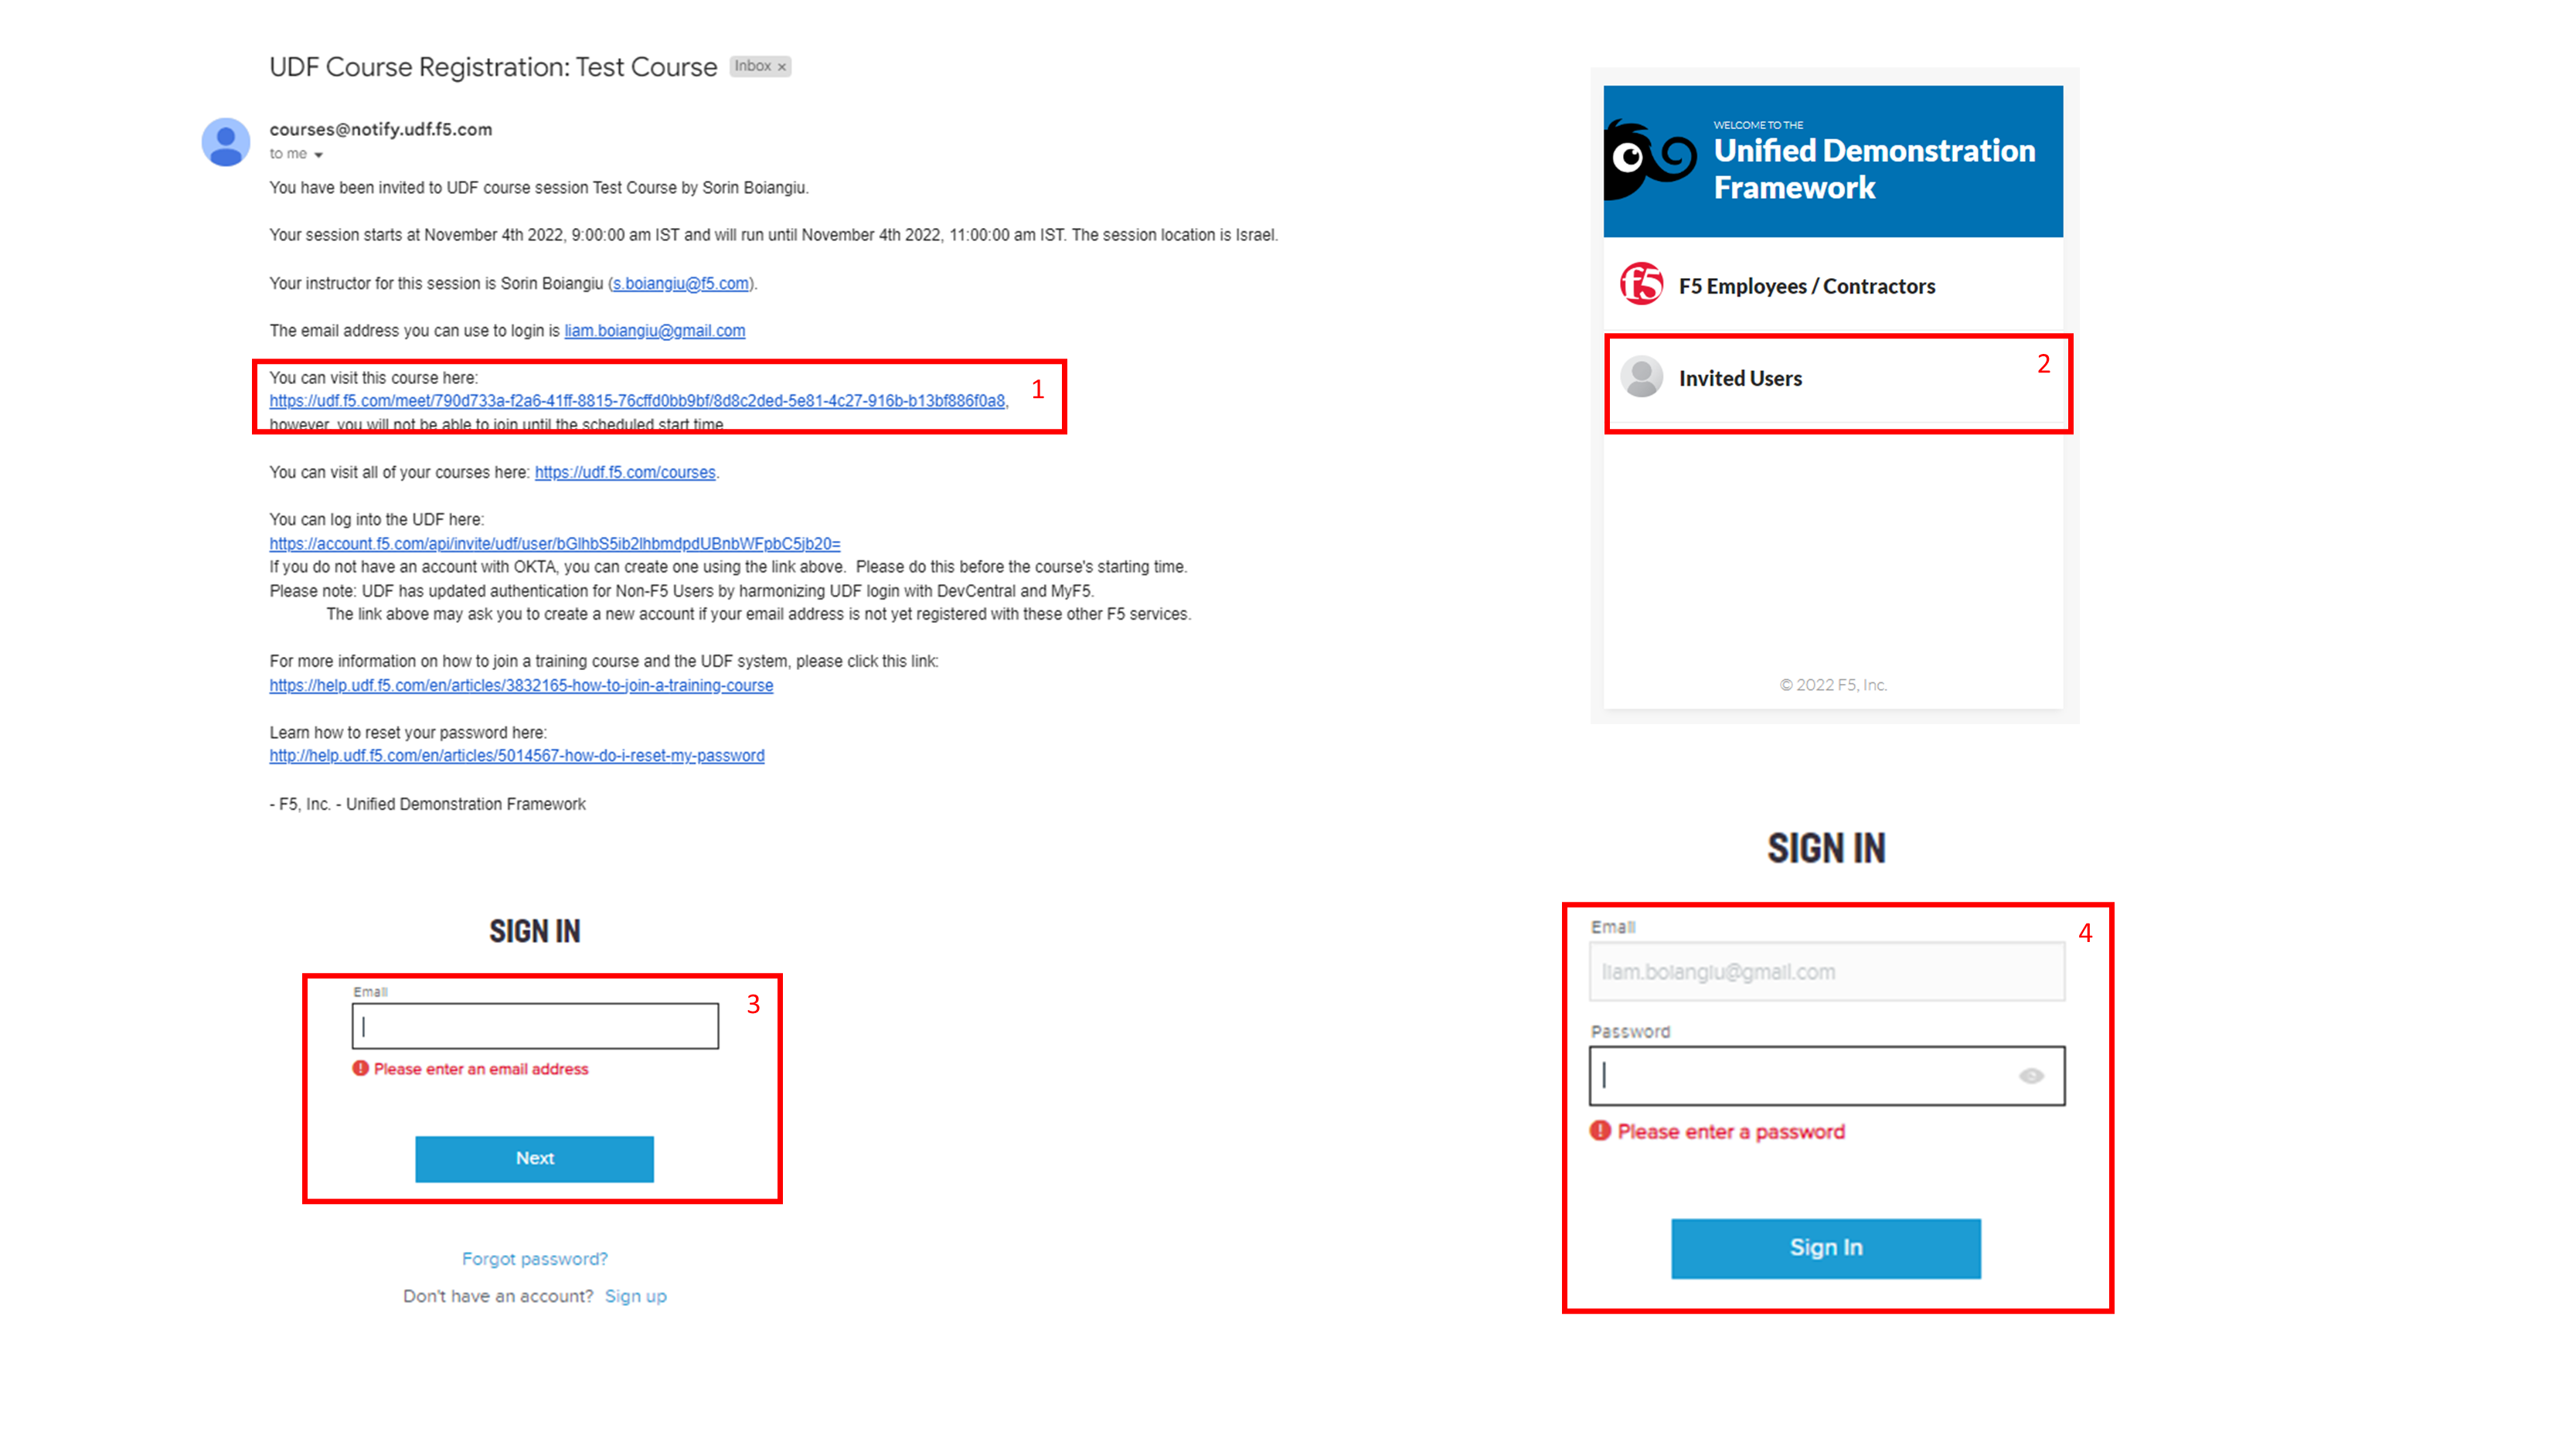 UDF Course Registration: Test Course Inbox ×
courses@notify.udf.f5.com
to me
You have been invited to UDF course session Test Course by Sorin Boiangiu.
Your session starts at November 4th 2022, 9:00:00 am IST and will run until November 4th 2022, 11:00:00 am IST. The session location is Israel.
Your instructor for this session is Sorin Boiangiu (s.boiangiu@f5.com).
The email address you can use to login is liam.boiangiu@gmail.com
You can visit this course here:
https://udf.f5.com/meet/790d733a-f2a6-41ff-8815-76cffd0bb9bf/8d8c2ded-5e81-4c27-916b-b13bf886f0a8,
1
however, you will not be able to join until the scheduled start time
You can visit all of your courses here: https://udf.f5.com/courses.
You can log into the UDF here:
https://account.f5.com/api/invite/udf/user/bGlhbS5ib2lhbmdpdUBnbWFpbC5jb20=
If you do not have an account with OKTA, you can create one using the link above. Please do this before the course's starting time.
Please note: UDF has updated authentication for Non-F5 Users by harmonizing UDF login with DevCentral and MyF5.
The link above may ask you to create a new account if your email address is not yet registered with these other F5 services.
For more information on how to join a training course and the UDF system, please click this link:
https://help.udf.f5.com/en/articles/3832165-how-to-join-a-training-course
Learn how to reset your password here:
http://help.udf.f5.com/en/articles/5014567-how-do-i-reset-my-password
- F5, Inc. - Unified Demonstration Framework
WELCOME TO THE
Unified Demonstration
Framework
f5 F5 Employees / Contractors
Invited Users
2
© 2022 F5, Inc.
SIGN IN
Email
3
Please enter an email address
Next
Forgot password?
Don't have an account? Sign up
SIGN IN
Email
4
liam.boiangiu@gmail.com
Password
Please enter a password
Sign In